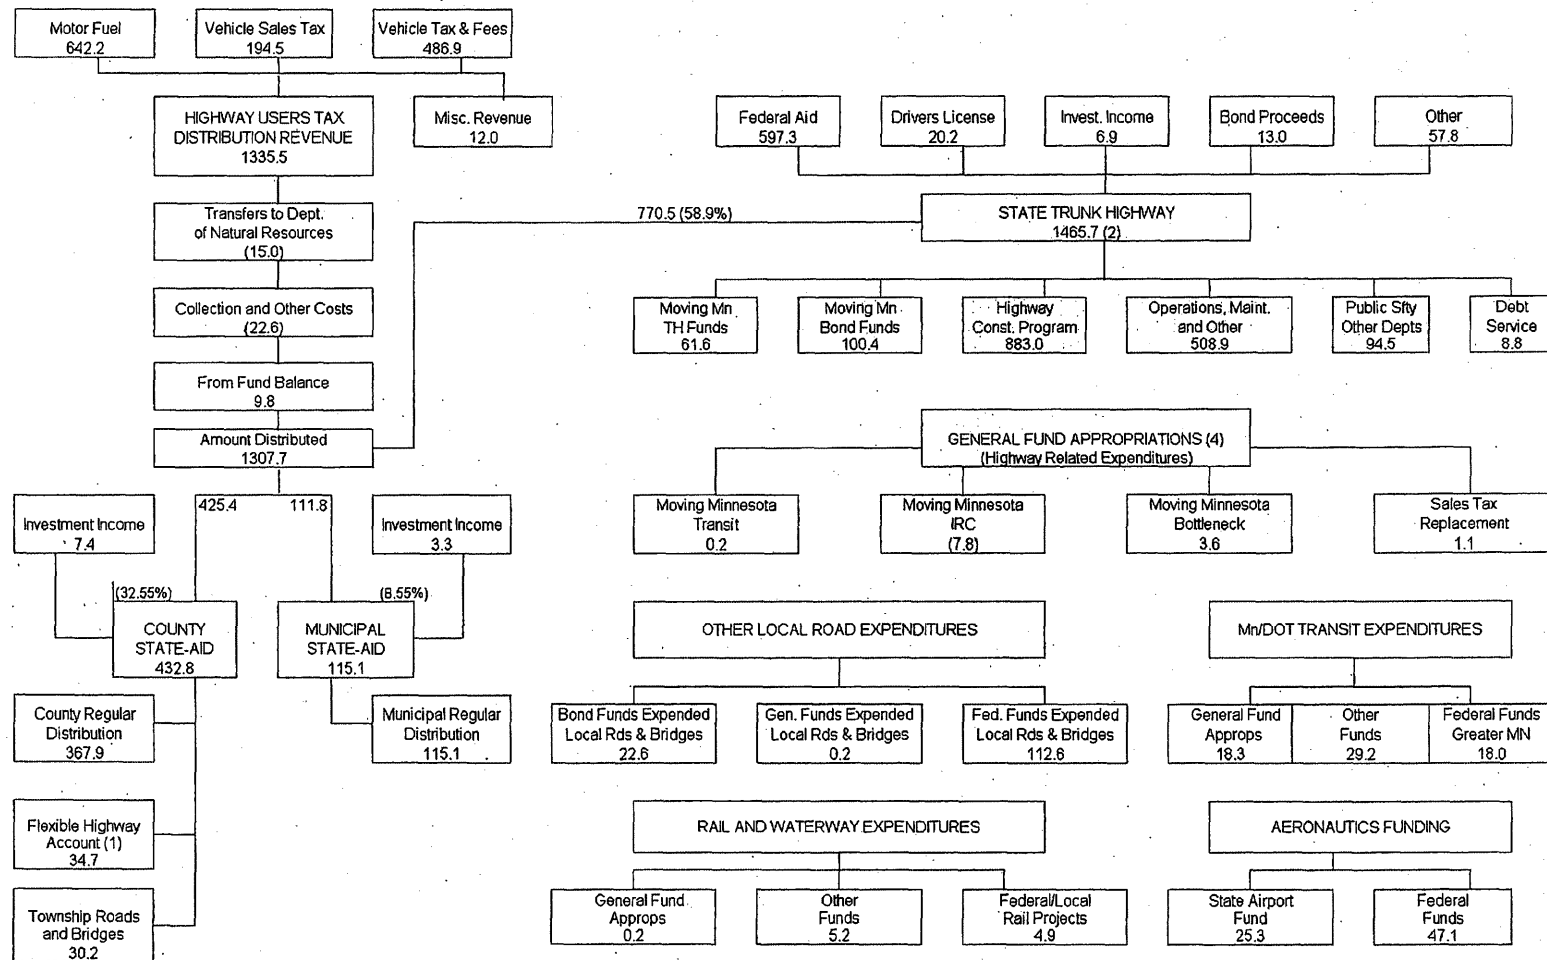 Motor Fuel
642.2
Vehicle Sales Tax
194.5
Vehicle Tax & Fees
486.9
HIGHWAY USERS TAX
DISTRIBUTION REVENUE
1335.5
Misc. Revenue
12.0
Federal Aid
597.3
Drivers License
20.2
Invest. Income
6.9
Bond Proceeds
13.0
Other
57.8
Transfers to Dept.
of Natural Resources
(15.0)
770.5 (58.9%)
STATE TRUNK HIGHWAY
1465.7 (2)
Collection and Other Costs
(22.6)
Moving Mn
TH Funds
61.6
Moving Mn
Bond Funds
100.4
Highway
Const. Program
883.0
Operations, Maint.
and Other
508.9
Public Sfty
Other Depts
94.5
Debt
Service
8.8
From Fund Balance
9.8
Amount Distributed
1307.7
GENERAL FUND APPROPRIATIONS (4)
(Highway Related Expenditures)
425.4
111.8
Investment Income
7.4
Investment Income
3.3
Moving Minnesota
Transit
0.2
Moving Minnesota
IRC
(7.8)
Moving Minnesota
Bottleneck
3.6
Sales Tax
Replacement
1.1
(32.55%)
(8.55%)
COUNTY
STATE-AID
432.8
MUNICIPAL
STATE-AID
115.1
OTHER LOCAL ROAD EXPENDITURES
Mn/DOT TRANSIT EXPENDITURES
County Regular
Distribution
367.9
Municipal Regular
Distribution
115.1
Bond Funds Expended
Local Rds & Bridges
22.6
Gen. Funds Expended
Local Rds & Bridges
0.2
Fed. Funds Expended
Local Rds & Bridges
112.6
General Fund
Approps
18.3
Other
Funds
29.2
Federal Funds
Greater MN
18.0
Flexible Highway
Account (1)
34.7
RAIL AND WATERWAY EXPENDITURES
AERONAUTICS FUNDING
Township Roads
and Bridges
30.2
General Fund
Approps
0.2
Other
Funds
5.2
Federal/Local
Rail Projects
4.9
State Airport
Fund
25.3
Federal
Funds
47.1